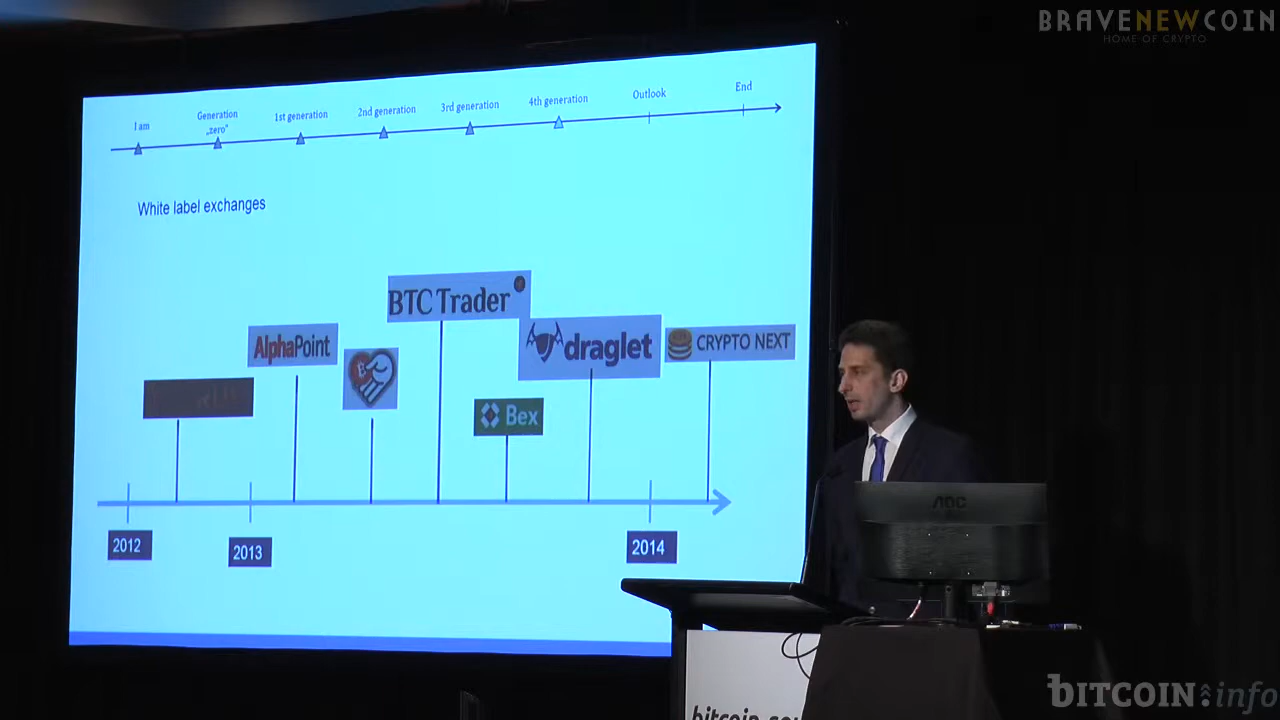 BRAVENEWCOIN
HOME OF CRYPTO
I am
Generation
„zero"
1st generation
2nd generation
3rd generation
4th generation
Outlook
End
White label exchanges
AlphaPoint
BTC Trader
Bex
draglet
CRYPTO NEXT
2012
2013
2014
AOC
bitcoin
bITCOIN:info